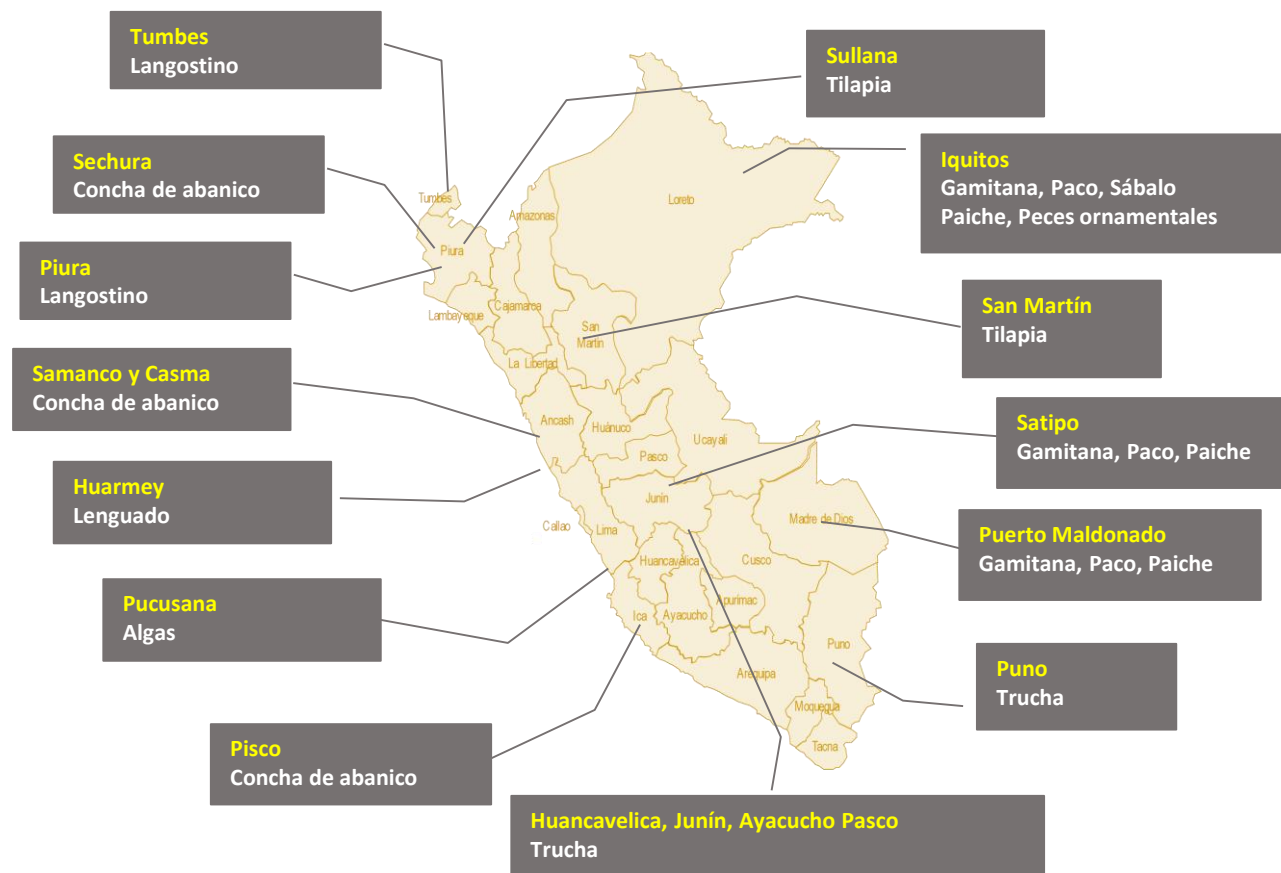 Tumbes
Langostino
Sullana
Tilapia
Sechura
Concha de abanico
Iquitos
Gamitana, Paco, Sábalo
Paiche, Peces ornamentales
Piura
Langostino
San Martín
Tilapia
Samanco y Casma
Concha de abanico
Satipo
Gamitana, Paco, Paiche
Huarmey
Lenguado
Puerto Maldonado
Gamitana, Paco, Paiche
Pucusana
Algas
Puno
Trucha
Pisco
Concha de abanico
Huancavelica, Junín, Ayacucho Pasco
Trucha
Tumbes
Piura
Amazonas
Loreto
Lambayeque
Cajamarca
San
Martín
La Libertad
Ancash
Huánuco
Ucayali
Pasco
Junín
Callao
Lima
Madre de Dios
Huancavelica
Cusco
Ica
Ayacucho
Apurímac
Puno
Arequipa
Moquegua
Tacna